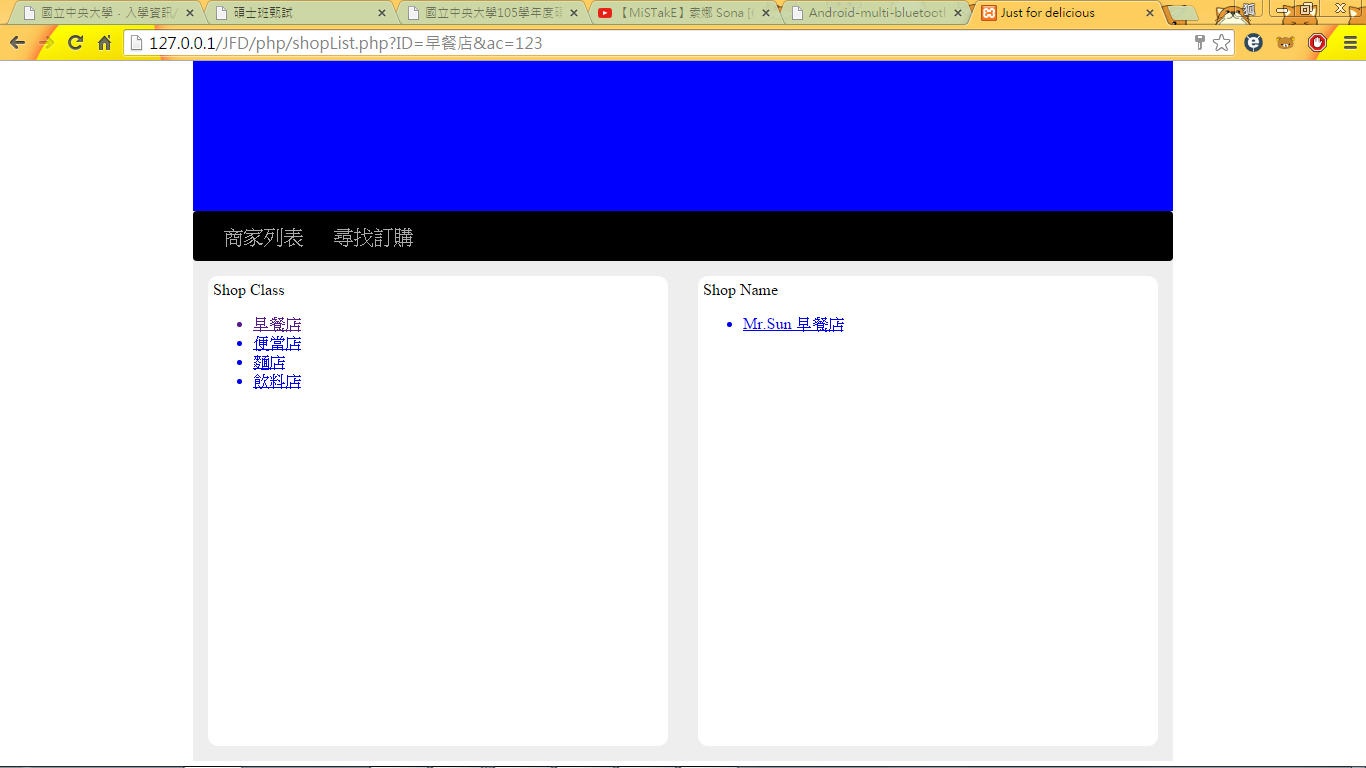 國立中央大學 - 入學資訊/ 碩士班甄試 國立中央大學105學年度碩 【MiSTakE】索娜 Sona Android-multi-bluetooth Just for delicious
127.0.0.1/JFD/php/shopList.php?ID=早餐店&ac=123
商家列表 尋找訂購
Shop Class
早餐店
便當店
麵店
飲料店
Shop Name
Mr.Sun 早餐店